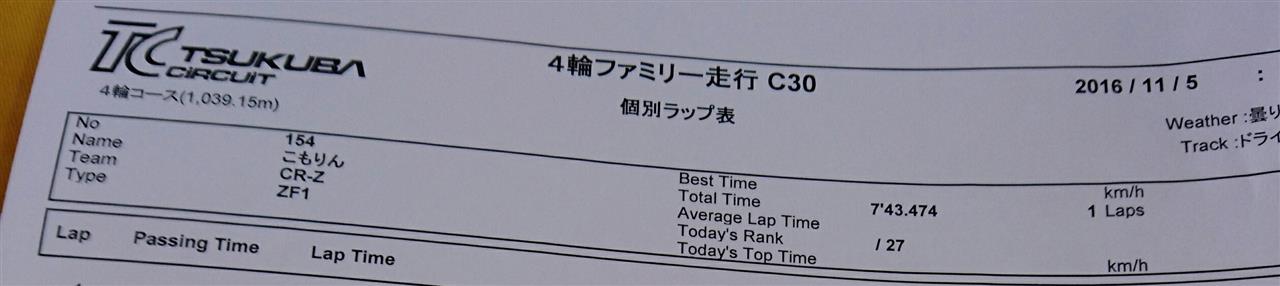 TC TSUKUBA
CIRCUIT
4輪コース(1,039.15m)
4輪ファミリー走行 C30
個別ラップ表
2016 / 11 / 5 :
Weather :曇り
Track :ドライ
No 154
Name こもりん
Team CR-Z
Type ZF1
Best Time km/h
Total Time 7'43.474 1 Laps
Average Lap Time
Today's Rank / 27
Today's Top Time km/h
Lap Passing Time Lap Time